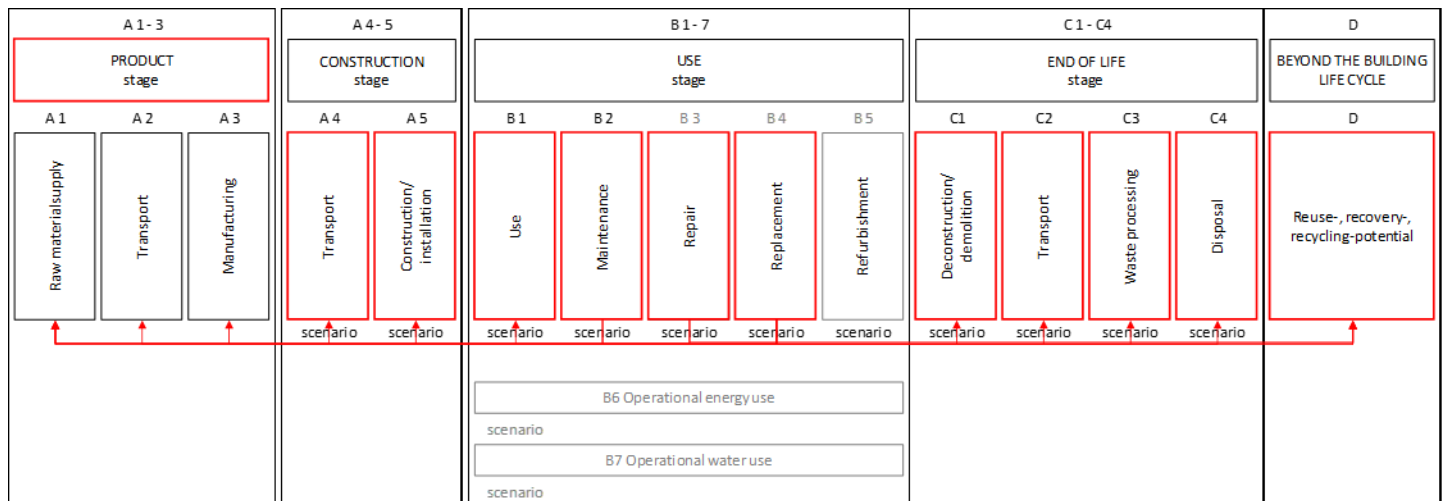 A 1 - 3
A 4 - 5
B 1 - 7
C 1 - C4
D
PRODUCT
stage
CONSTRUCTION
stage
USE
stage
END OF LIFE
stage
BEYOND THE BUILDING
LIFE CYCLE
A 1
A 2
A 3
A 4
A 5
B 1
B 2
B 3
B 4
B 5
C1
C2
C3
C4
D
Raw materialsupply
Transport
Manufacturing
Transport
Construction/
installation
Use
Maintenance
Repair
Replacement
Refurbishment
Deconstruction/
demolition
Transport
Waste processing
Disposal
Reuse-, recovery-,
recycling-potential
scenario
scenario
scenario
scenario
scenario
scenario
scenario
scenario
scenario
scenario
scenario
B6 Operational energy use
scenario
B7 Operational water use
scenario